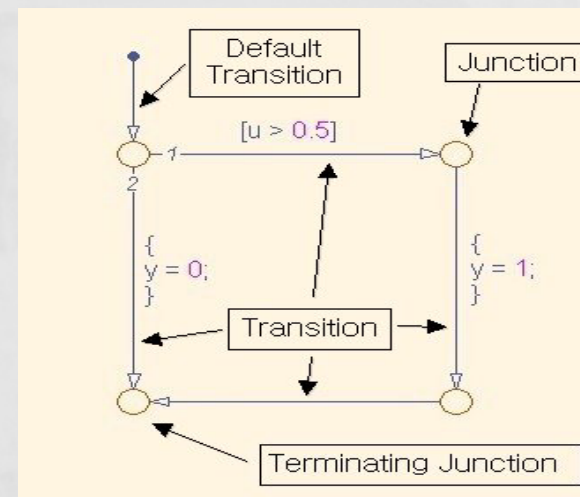 Default
Transition
Junction
[u > 0.5]
1
2
{
y = 0;
}
{
y = 1;
}
Transition
Terminating Junction